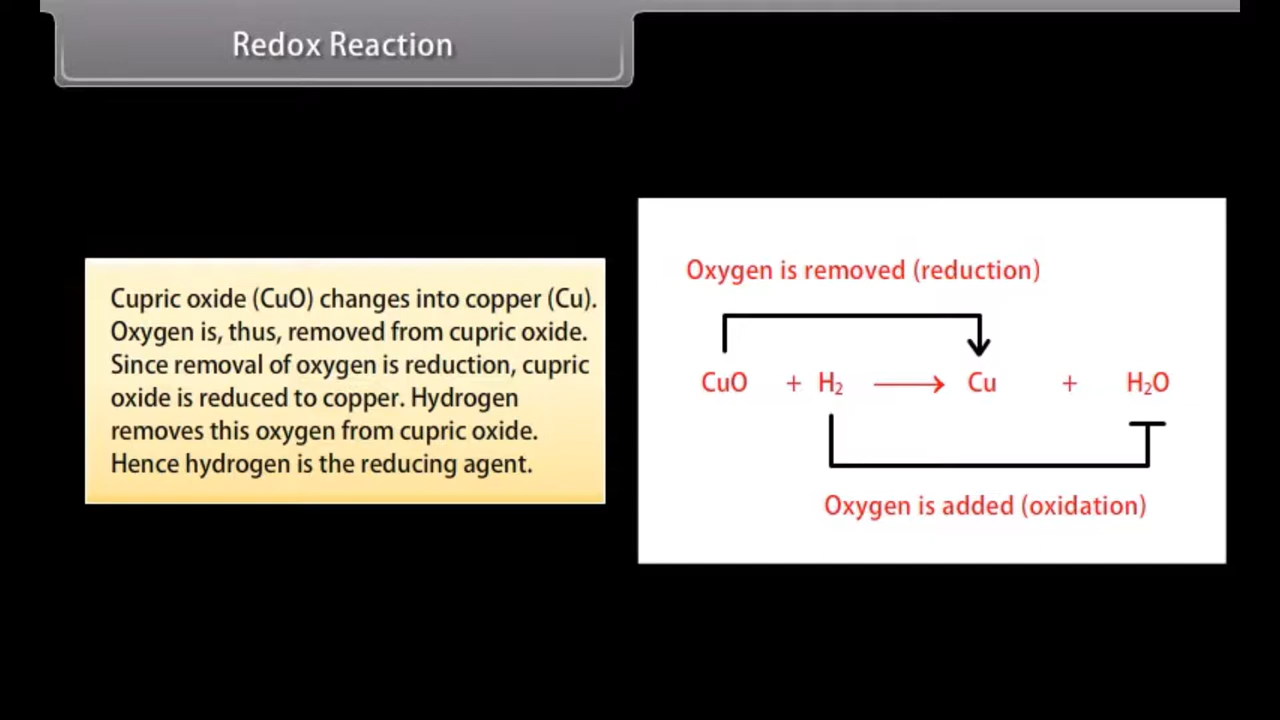 Redox Reaction
Cupric oxide (CuO) changes into copper (Cu).
Oxygen is, thus, removed from cupric oxide.
Since removal of oxygen is reduction, cupric
oxide is reduced to copper. Hydrogen
removes this oxygen from cupric oxide.
Hence hydrogen is the reducing agent.
Oxygen is removed (reduction)
CuO + H₂ ⟶ Cu + H₂O
Oxygen is added (oxidation)